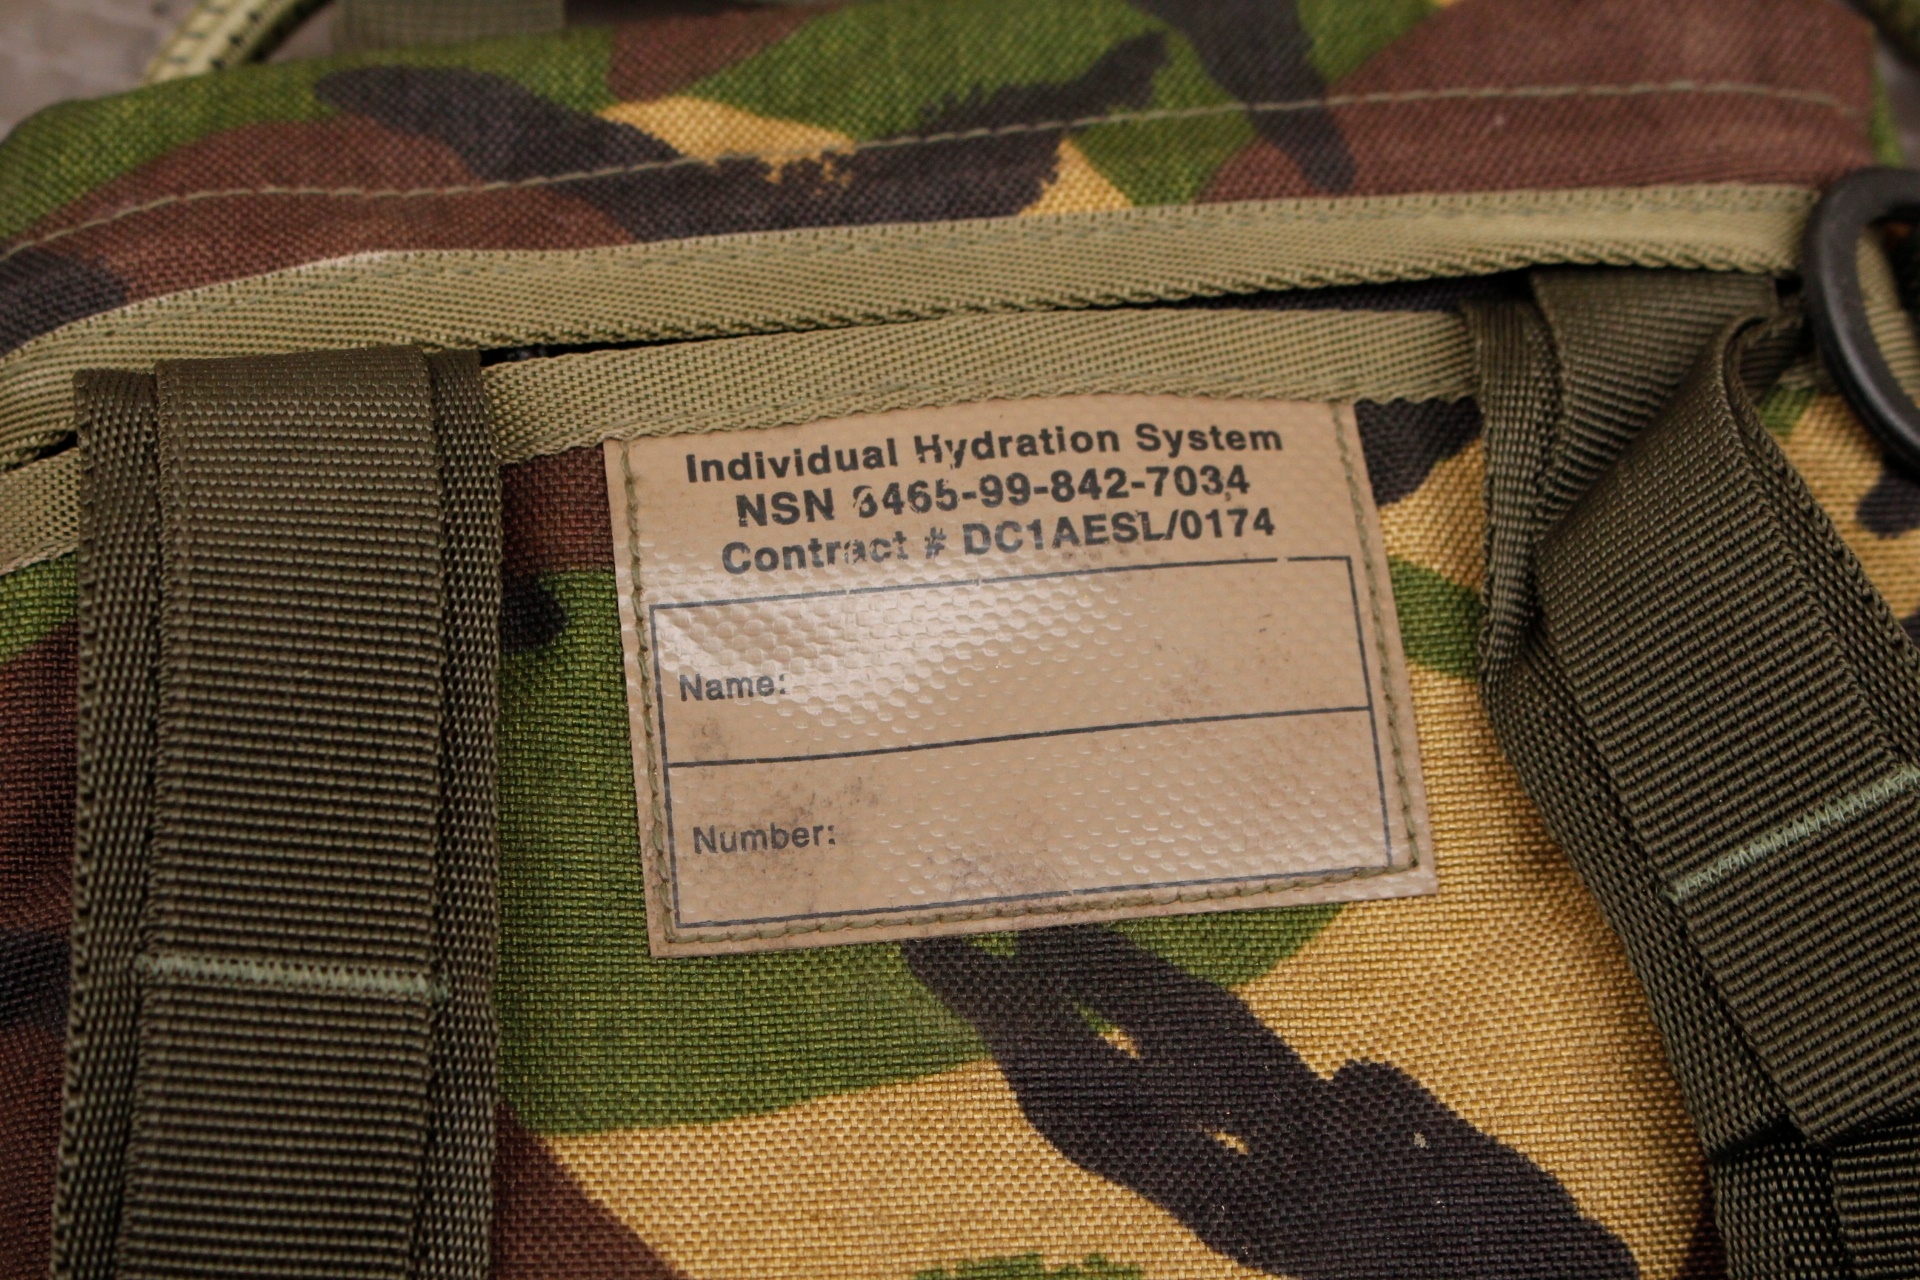 Individual Hydration System
NSN 8465-99-842-7034
Contract # DC1AESL/0174
Name:
Number: